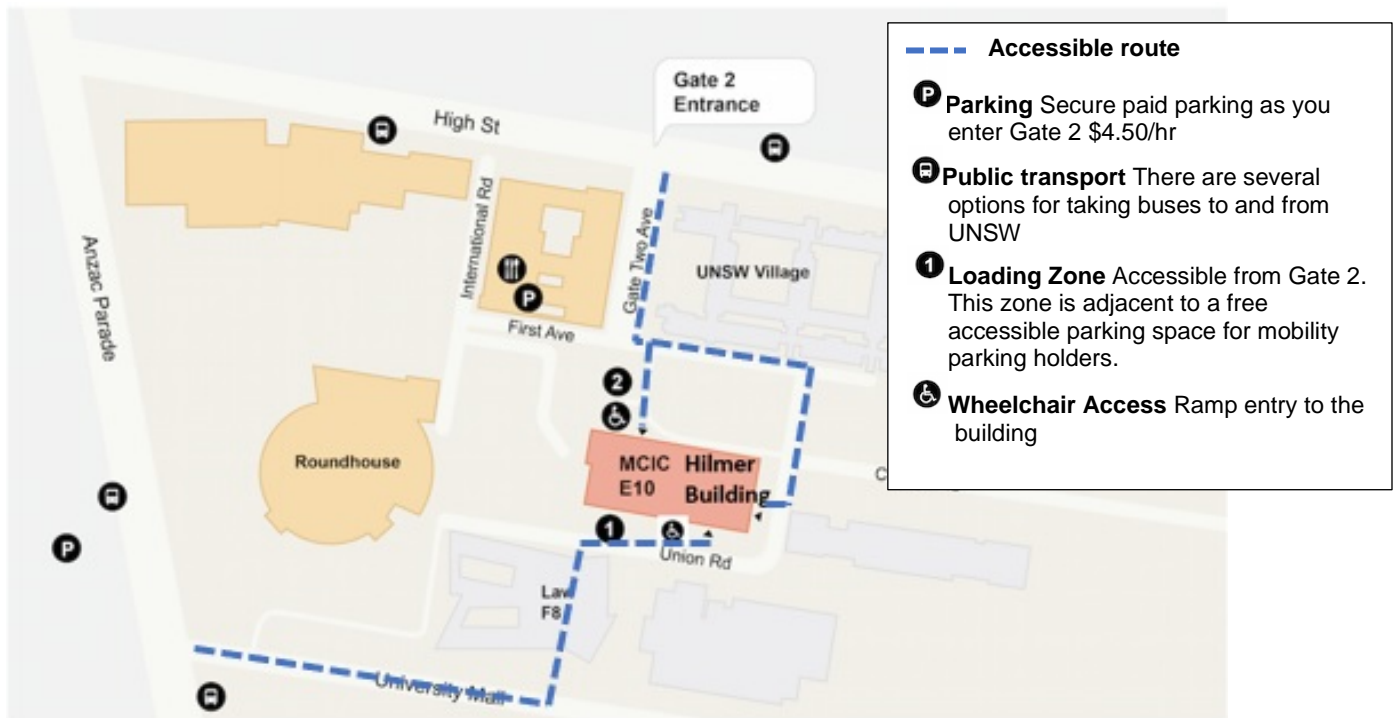 Accessible route
P Parking Secure paid parking as you
enter Gate 2 $4.50/hr
Public transport There are several
options for taking buses to and from
UNSW
1 Loading Zone Accessible from Gate 2.
This zone is adjacent to a free
accessible parking space for mobility
parking holders.
Wheelchair Access Ramp entry to the
building
Gate 2
Entrance
High St
International Rd
Gate Two Ave
UNSW Village
Anzac Parade
P
First Ave
2
Roundhouse
MCIC
E10
Hilmer
Building
C
1
P
Union Rd
Law
F8
University Mall